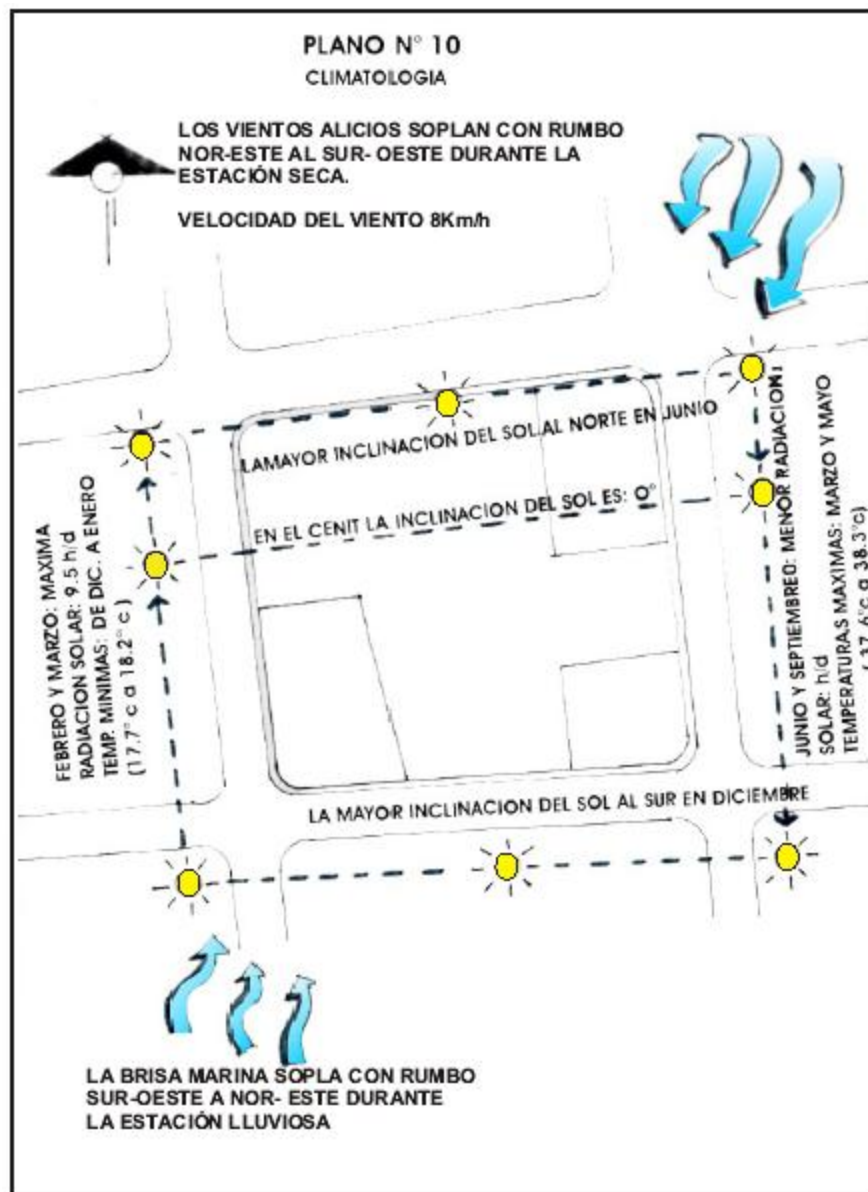 PLANO N° 10
CLIMATOLOGIA
LOS VIENTOS ALICIOS SOPLAN CON RUMBO
NOR-ESTE AL SUR- OESTE DURANTE LA
ESTACIÓN SECA.
VELOCIDAD DEL VIENTO 8Km/h
LAMAYOR INCLINACION DEL SOL AL NORTE EN JUNIO
EN EL CENIT LA INCLINACION DEL SOL ES: 0°
FEBRERO Y MARZO: MAXIMA
RADIACION SOLAR: 9.5 h/d
TEMP. MINIMAS: DE DIC. A ENERO
(17.7° c a 18.2° c )
JUNIO Y SEPTIEMBREO: MENOR RADIACION
SOLAR: h/d
TEMPERATURAS MAXIMAS: MARZO Y MAYO
a 38.3°c)
LA MAYOR INCLINACION DEL SOL AL SUR EN DICIEMBRE
LA BRISA MARINA SOPLA CON RUMBO
SUR-OESTE A NOR- ESTE DURANTE
LA ESTACIÓN LLUVIOSA